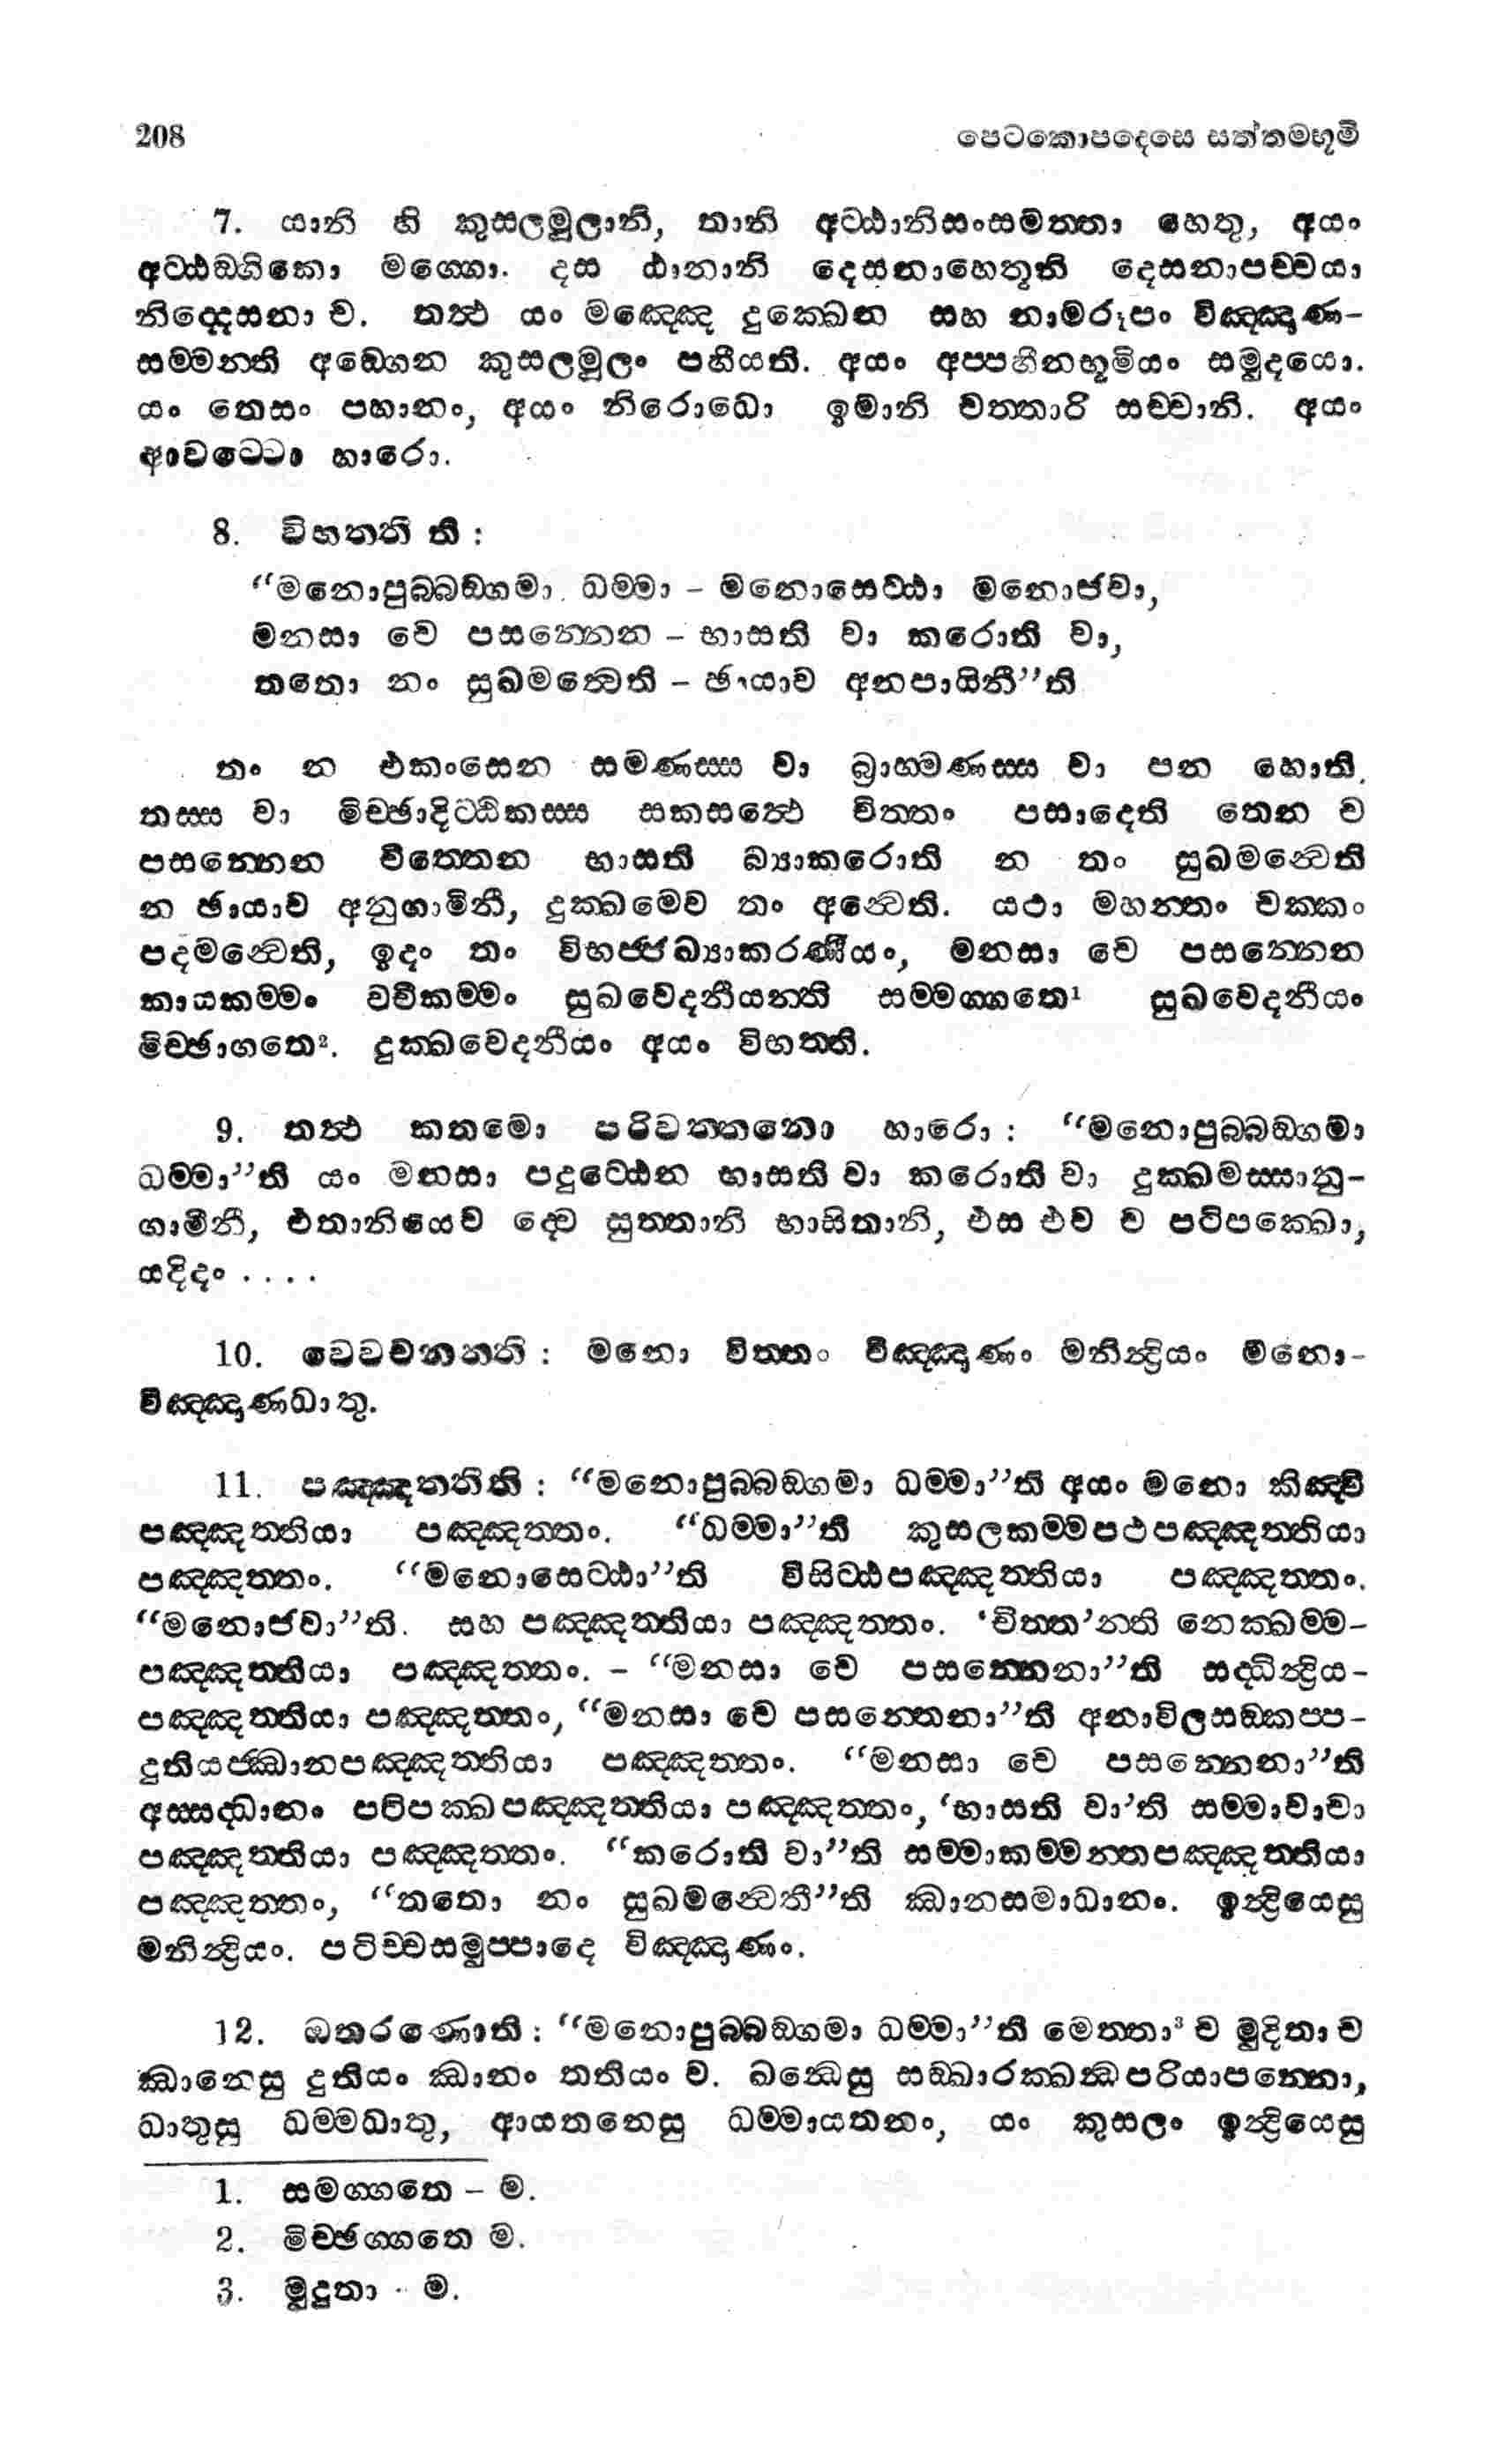 208 පෙටකොපදෙසෙ සත්තමභූමි
7. යානි හි කුසලමූලානි, තානි අට්ඨානිසංසමත්තා හෙතු, අයං
අට්ඨඞ්ගිකො මග්ගො. දස ඨානානි දෙසනාහෙතූනි දෙසනාපච්චයා
නිද්දෙසනා ච. තත්‍ථ යං මඤ්ඤෙ දුක්ඛෙන සහ නාමරූපං විඤ්ඤාණ-
සම්මන්ති අඞ්ගෙන කුසලමූලං පහීයති. අයං අප්පහීනභූමියං සමුදයො.
යං තෙසං පහානං, අයං නිරොධො ඉමානි චත්තාරි සච්චානි. අයං
ආවට්ටො හාරො.
8. විභතතති ති :
“මනොපුබ්බඞ්ගමා ධම්මා – මනොසෙට්ඨා මනොජවා,
මනසා චෙ පසන්නෙන – භාසති වා කරොති වා,
තතො නං සුඛමන්‍වෙති – ඡායාව අනපායිනී”ති
තං න එකංසෙන සමණස්ස වා බ්‍රාහ්මණස්ස වා පන හොති.
තස්ස වා මිච්ඡාදිට්ඨිකස්ස සකසත්‍ථෙ චිත්තං පසාදෙති තෙන ච
පසන්නෙන චිත්තෙන භාසති බ්‍යාකරොති න තං සුඛමන්‍වෙති
න ඡායාව අනුගාමිනී, දුක්ඛමෙව තං අන්‍වෙති. යථා මහන්තං චක්කං
පදමන්‍වෙති, ඉදං තං විභජ්ජබ්‍යාකරණීයං, මනසා චෙ පසන්නෙන
කායකම්මං වචීකම්මං සුඛවෙදනීයන්ති සම්මග්ගතෙ¹ සුඛවෙදනීයං
මිච්ඡාගතෙ². දුක්ඛවෙදනීයං අයං විභත්ති.
9. තත්‍ථ කතමො පරිවත්තනො හාරො : “මනොපුබ්බඞ්ගමා
ධම්මා”ති යං මනසා පදුට්ඨෙන භාසති වා කරොති වා දුක්ඛමස්සානු-
ගාමිනී, එතානියෙව ද්වෙ සුත්තානි භාසිතානි, එස එව ච පටිපක්ඛො,
යදිදං . . . .
10. වෙවචනන්ති : මනො චිත්තං විඤ්ඤාණං මනින්‍ද්‍රියං මනො-
විඤ්ඤාණධාතු.
11. පඤ්ඤත්තීති : “මනොපුබ්බඞ්ගමා ධම්මා”ති අයං මනො කිඤ්චි
පඤ්ඤත්තියා පඤ්ඤත්තං. “ධම්මා”ති කුසලකම්මපථපඤ්ඤත්තියා
පඤ්ඤත්තං. “මනොසෙට්ඨා”ති විසිට්ඨපඤ්ඤත්තියා පඤ්ඤත්තං.
“මනොජවා”ති. සහ පඤ්ඤත්තියා පඤ්ඤත්තං. ‘චිත්ත’න්ති නෙක්ඛම්ම-
පඤ්ඤත්තියා පඤ්ඤත්තං. – “මනසා චෙ පසන්නෙනා”ති සද්ධින්‍ද්‍රිය-
පඤ්ඤත්තියා පඤ්ඤත්තං, “මනසා චෙ පසන්නෙනා”ති අනාවිලසඞ්කප්ප-
දුතියජ්ඣානපඤ්ඤත්තියා පඤ්ඤත්තං. “මනසා චෙ පසන්නෙනා”ති
අස්සද්ධානං පටිපක්ඛපඤ්ඤත්තියා පඤ්ඤත්තං, ‘භාසති වා’ති සම්මාවාචා
පඤ්ඤත්තියා පඤ්ඤත්තං. “කරොති වා”ති සම්මාකම්මන්තපඤ්ඤත්තියා
පඤ්ඤත්තං, “තතො නං සුඛමන්‍වෙතී”ති ඣානසමාධානං. ඉන්‍ද්‍රියෙසු
මනින්‍ද්‍රියං. පටිච්චසමුප්පාදෙ විඤ්ඤාණං.
12. ඔතරණොති : “මනොපුබ්බඞ්ගමා ධම්මා”ති මෙත්තා³ ච මුදිතා ච
ඣානෙසු දුතියං ඣානං තතියං ච. ඛන්‍ධෙසු සඞ්ඛාරක්ඛන්‍ධපරියාපන්නො,
ධාතුසු ධම්මධාතු, ආයතනෙසු ධම්මායතනං, යං කුසලං ඉන්‍ද්‍රියෙසු
1. සමග්ගතෙ – ම.
2. මිච්ඡග්ගතෙ ම.
3. මුදුතා - ම.